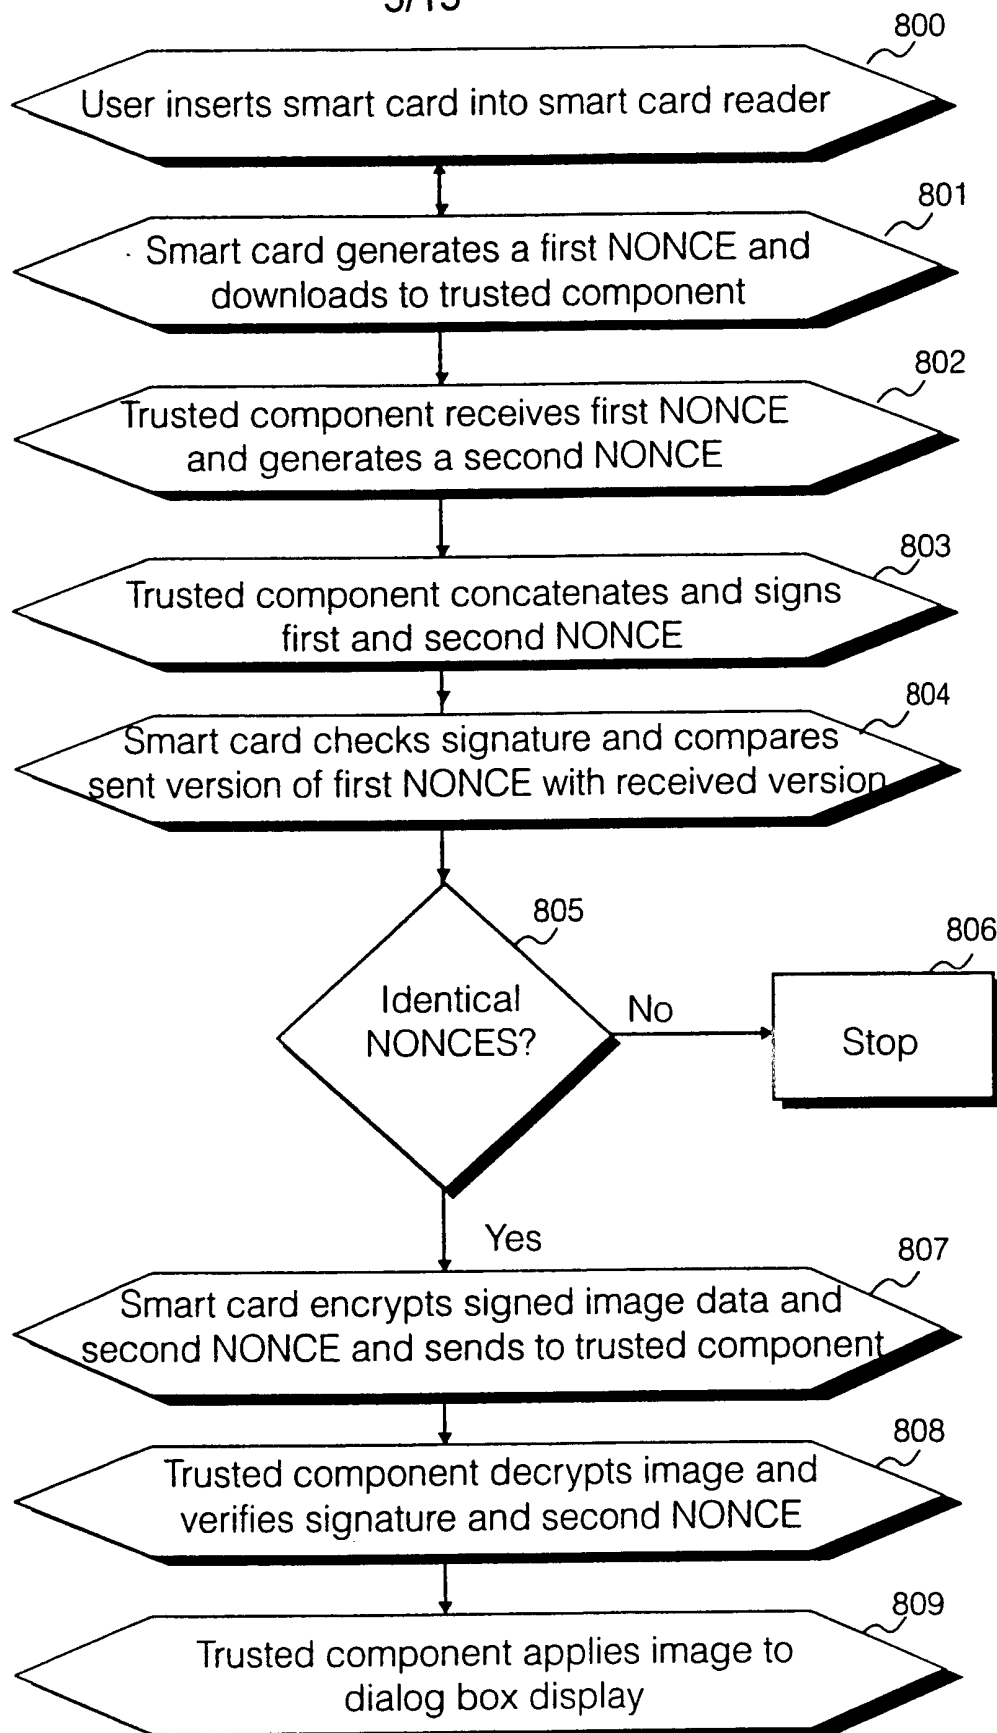 800
User inserts smart card into smart card reader
801
Smart card generates a first NONCE and
downloads to trusted component
802
Trusted component receives first NONCE
and generates a second NONCE
803
Trusted component concatenates and signs
first and second NONCE
804
Smart card checks signature and compares
sent version of first NONCE with received version
805
Identical
NONCES?
No
806
Stop
Yes
807
Smart card encrypts signed image data and
second NONCE and sends to trusted component
808
Trusted component decrypts image and
verifies signature and second NONCE
809
Trusted component applies image to
dialog box display